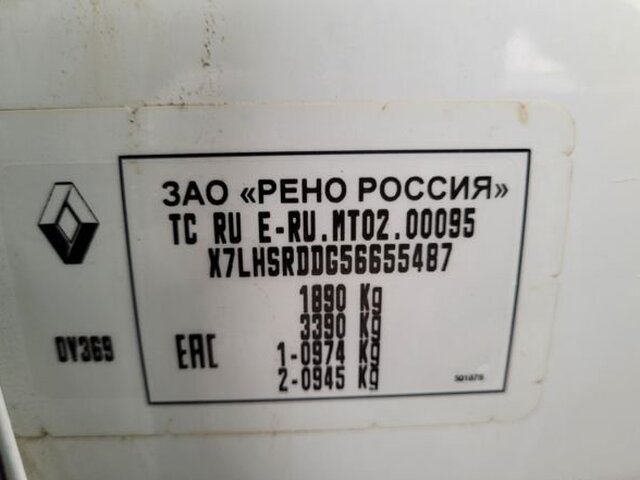 ЗАО «РЕНО РОССИЯ»
TC RU E-RU.MT02.00095
X7LHSRDDG56655487
1890 Kg
3390 Kg
1-0974 Kg
2-0945 Kg
DV369
EAC